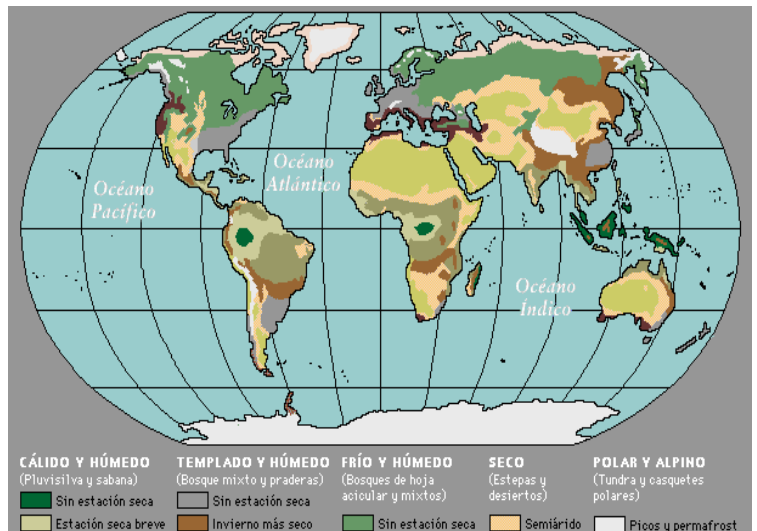 Océano
Atlántico
Océano
Pacífico
Océano
Índico
CÁLIDO Y HÚMEDO
(Pluvisilva y sabana)
Sin estación seca
Estación seca breve
TEMPLADO Y HÚMEDO
(Bosque mixto y praderas)
Sin estación seca
Invierno más seco
FRÍO Y HÚMEDO
(Bosques de hoja
acicular y mixtos)
Sin estación seca
SECO
(Estepas y
desiertos)
Semiárido
POLAR Y ALPINO
(Tundra y casquetes
polares)
Picos y permafrost